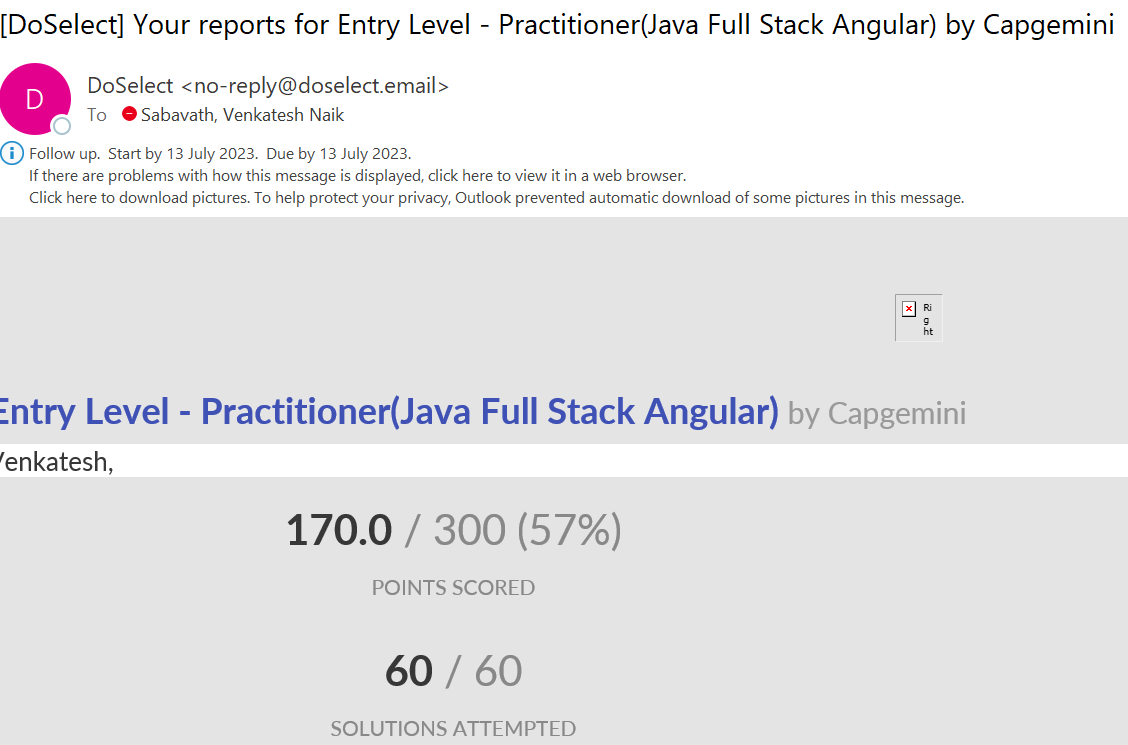 [DoSelect] Your reports for Entry Level - Practitioner(Java Full Stack Angular) by Capgemini
D
DoSelect <no-reply@doselect.email>
To Sabavath, Venkatesh Naik
Follow up. Start by 13 July 2023. Due by 13 July 2023.
If there are problems with how this message is displayed, click here to view it in a web browser.
Click here to download pictures. To help protect your privacy, Outlook prevented automatic download of some pictures in this message.
Ri
g
ht
Entry Level - Practitioner(Java Full Stack Angular) by Capgemini
Venkatesh,
170.0 / 300 (57%)
POINTS SCORED
60 / 60
SOLUTIONS ATTEMPTED